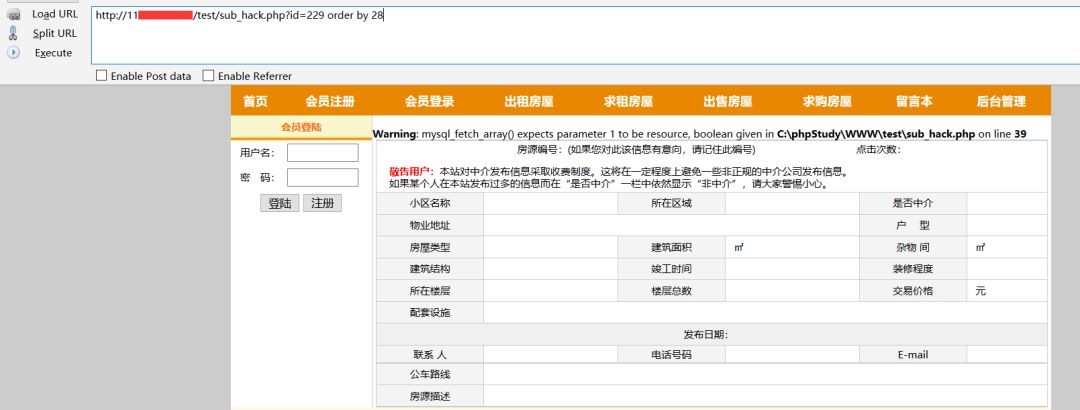 Load URL
Split URL
Execute
http://11 /test/sub_hack.php?id=229 order by 28
Enable Post data Enable Referrer
首页 会员注册 会员登录 出租房屋 求租房屋 出售房屋 求购房屋 留言本 后台管理
会员登陆
用户名：
密 码：
登陆 注册
Warning: mysql_fetch_array() expects parameter 1 to be resource, boolean given in C:\phpStudy\WWW\test\sub_hack.php on line 39
房源编号：(如果您对此该信息有意向，请记住此编号) 点击次数：
敬告用户：本站对中介发布信息采取收费制度。这将在一定程度上避免一些非正规的中介公司发布信息。
如果某个人在本站发布过多的信息而在“是否中介”一栏中依然显示“非中介”，请大家警惕小心。
小区名称 所在区域 是否中介
物业地址 户 型
房屋类型 建筑面积 ㎡ 杂物 间 ㎡
建筑结构 竣工时间 装修程度
所在楼层 楼层总数 交易价格 元
配套设施
发布日期：
联系 人 电话号码 E-mail
公车路线
房源描述